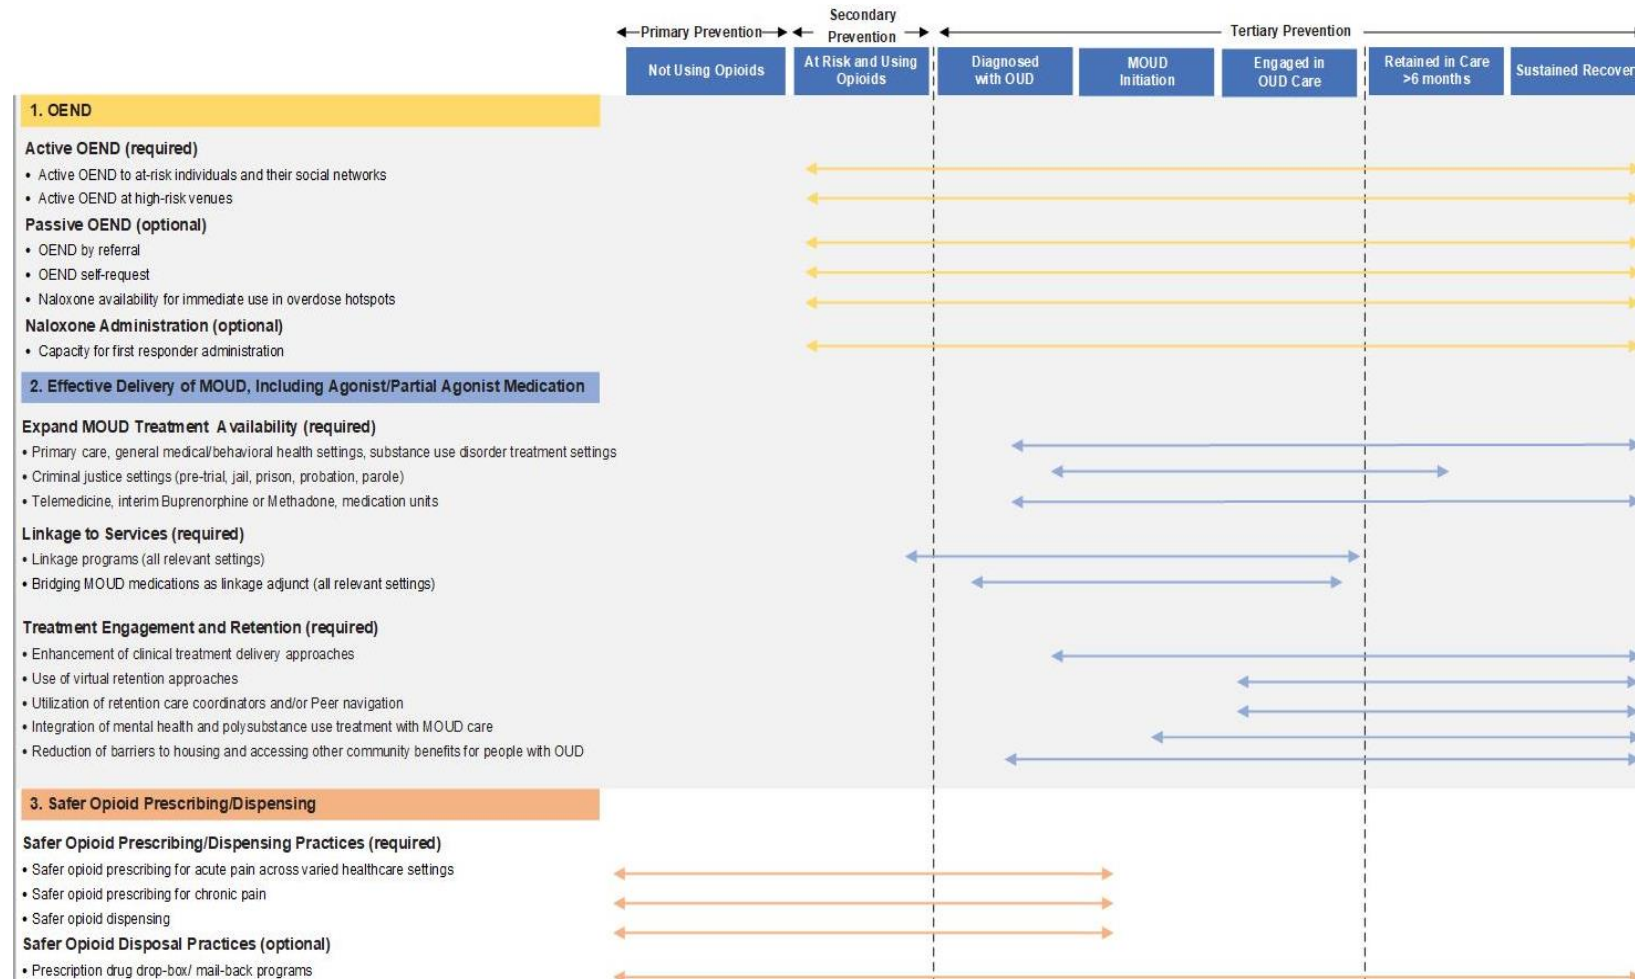 Primary Prevention
Secondary
Prevention
Tertiary Prevention
Not Using Opioids
At Risk and Using
Opioids
Diagnosed
with OUD
MOUD
Initiation
Engaged in
OUD Care
Retained in Care
>6 months
Sustained Recover
1. OEND
Active OEND (required)
• Active OEND to at-risk individuals and their social networks
• Active OEND at high-risk venues
Passive OEND (optional)
• OEND by referral
• OEND self-request
• Naloxone availability for immediate use in overdose hotspots
Naloxone Administration (optional)
• Capacity for first responder administration
2. Effective Delivery of MOUD, Including Agonist/Partial Agonist Medication
Expand MOUD Treatment Availability (required)
• Primary care, general medical/behavioral health settings, substance use disorder treatment settings
• Criminal justice settings (pre-trial, jail, prison, probation, parole)
• Telemedicine, interim Buprenorphine or Methadone, medication units
Linkage to Services (required)
• Linkage programs (all relevant settings)
• Bridging MOUD medications as linkage adjunct (all relevant settings)
Treatment Engagement and Retention (required)
• Enhancement of clinical treatment delivery approaches
• Use of virtual retention approaches
• Utilization of retention care coordinators and/or Peer navigation
• Integration of mental health and polysubstance use treatment with MOUD care
• Reduction of barriers to housing and accessing other community benefits for people with OUD
3. Safer Opioid Prescribing/Dispensing
Safer Opioid Prescribing/Dispensing Practices (required)
• Safer opioid prescribing for acute pain across varied healthcare settings
• Safer opioid prescribing for chronic pain
• Safer opioid dispensing
Safer Opioid Disposal Practices (optional)
• Prescription drug drop-box/ mail-back programs